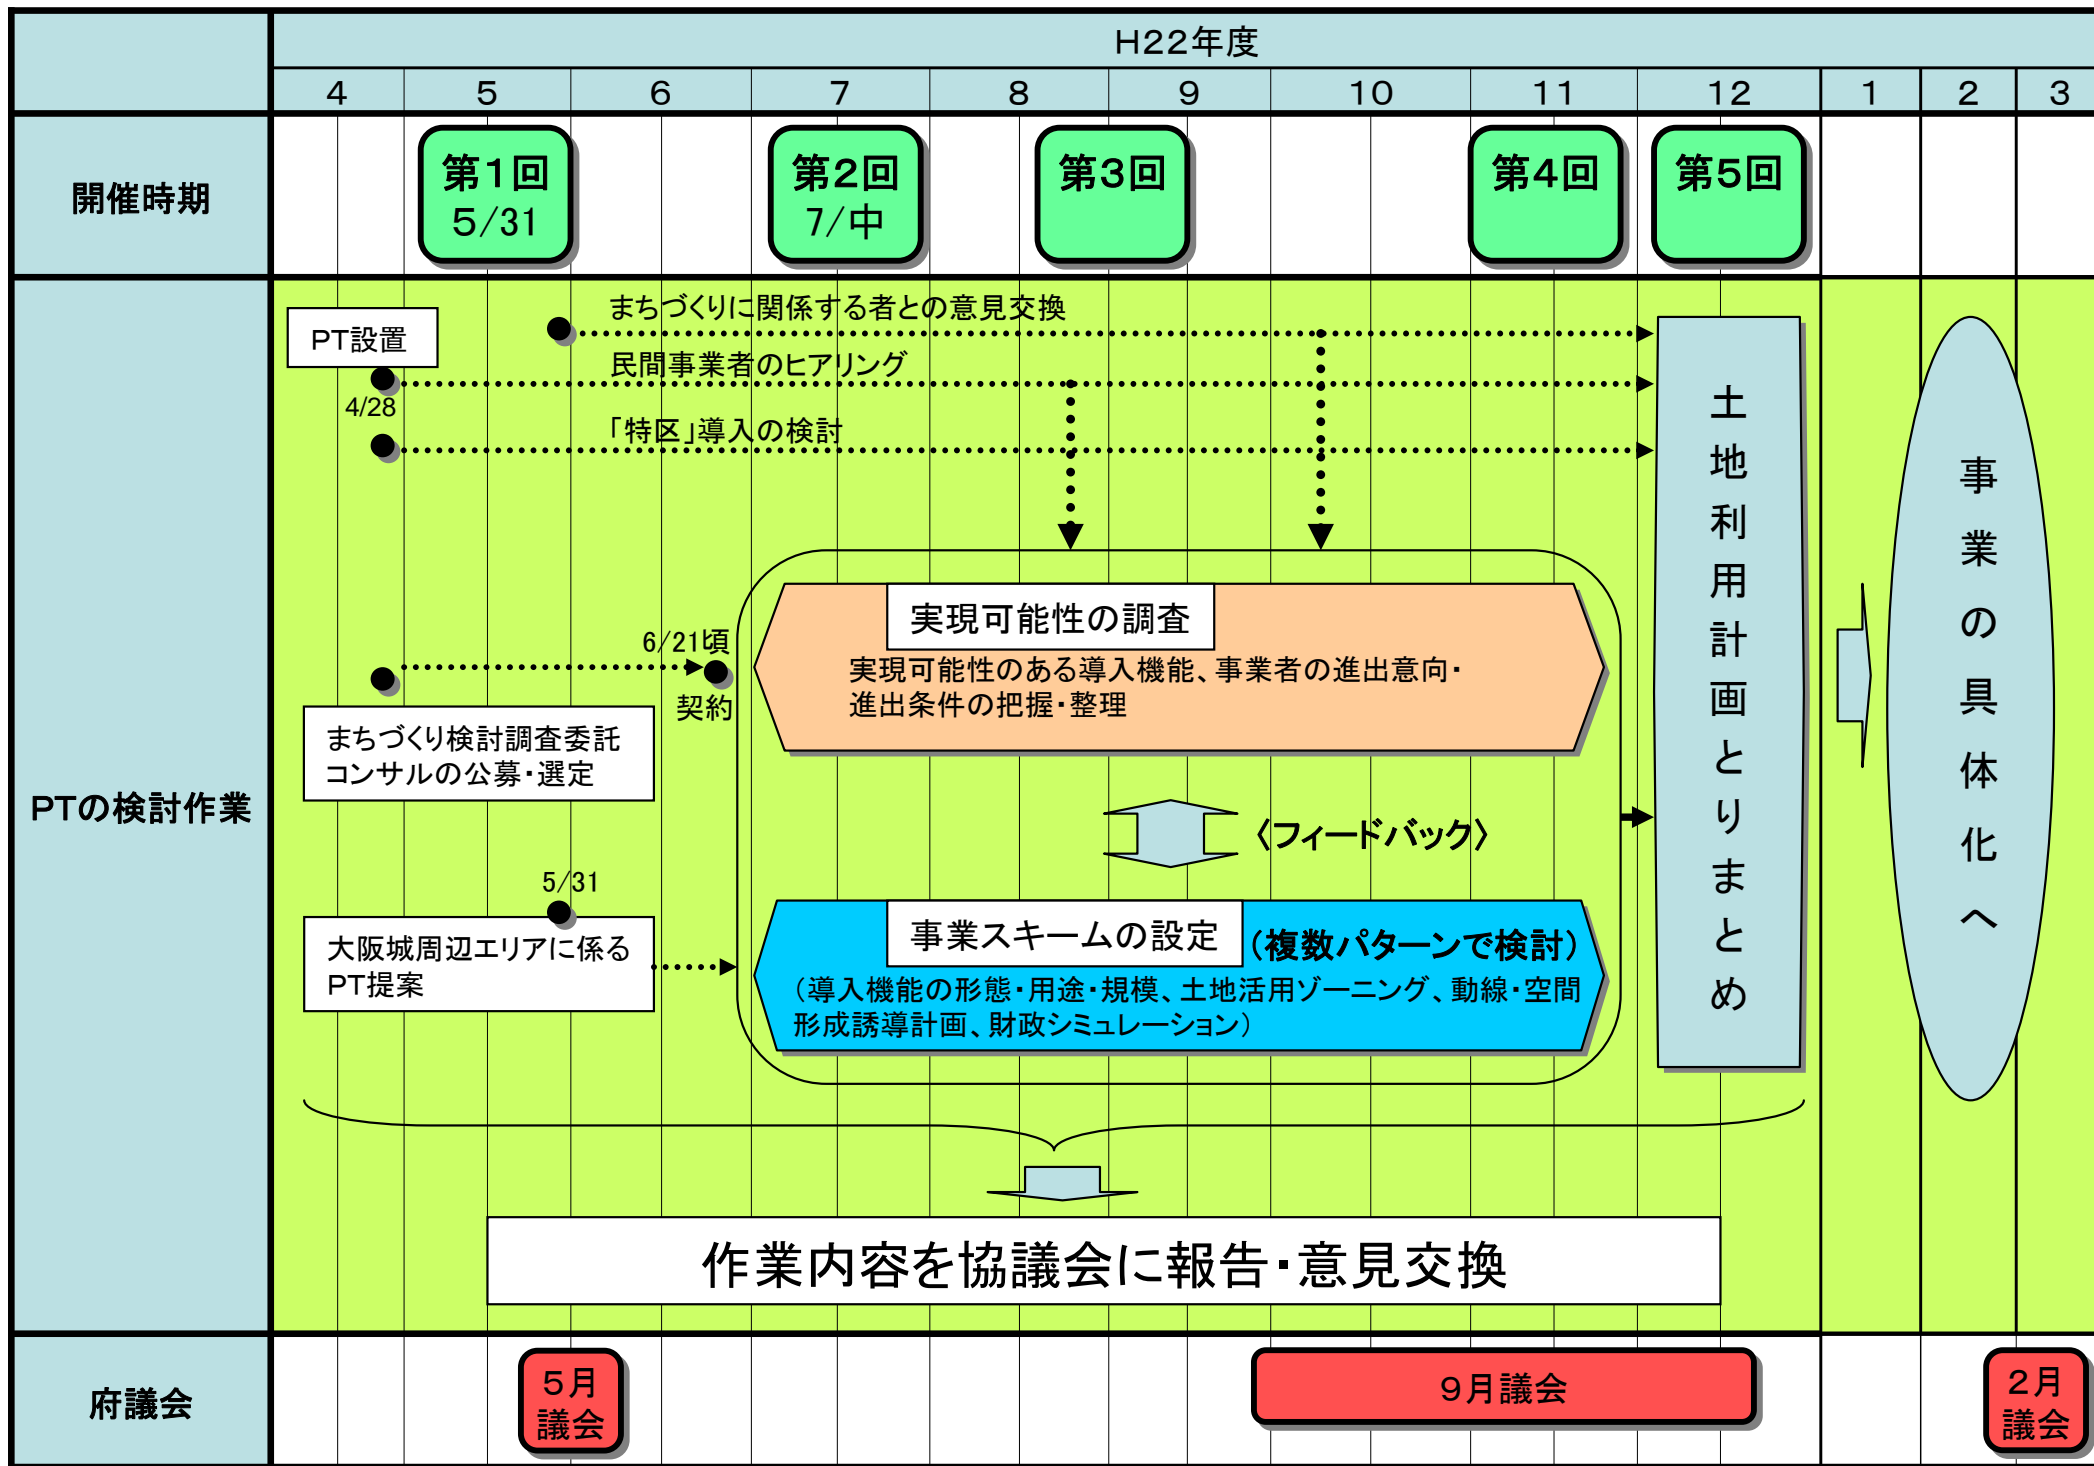 H22年度
4 5 6 7 8 9 10 11 12 1 2 3
開催時期
第1回
5/31
第2回
7/中
第3回
第4回
第5回
PTの検討作業
PT設置
4/28
まちづくりに関係する者との意見交換
民間事業者のヒアリング
「特区」導入の検討
6/21頃
契約
まちづくり検討調査委託
コンサルの公募・選定
5/31
大阪城周辺エリアに係る
PT提案
実現可能性の調査
実現可能性のある導入機能、事業者の進出意向・
進出条件の把握・整理
〈フィードバック〉
事業スキームの設定
(複数パターンで検討)
(導入機能の形態・用途・規模、土地活用ゾーニング、動線・空間
形成誘導計画、財政シミュレーション)
土地利用計画とりまとめ
事業の具体化へ
作業内容を協議会に報告・意見交換
府議会
5月
議会
9月議会
2月
議会